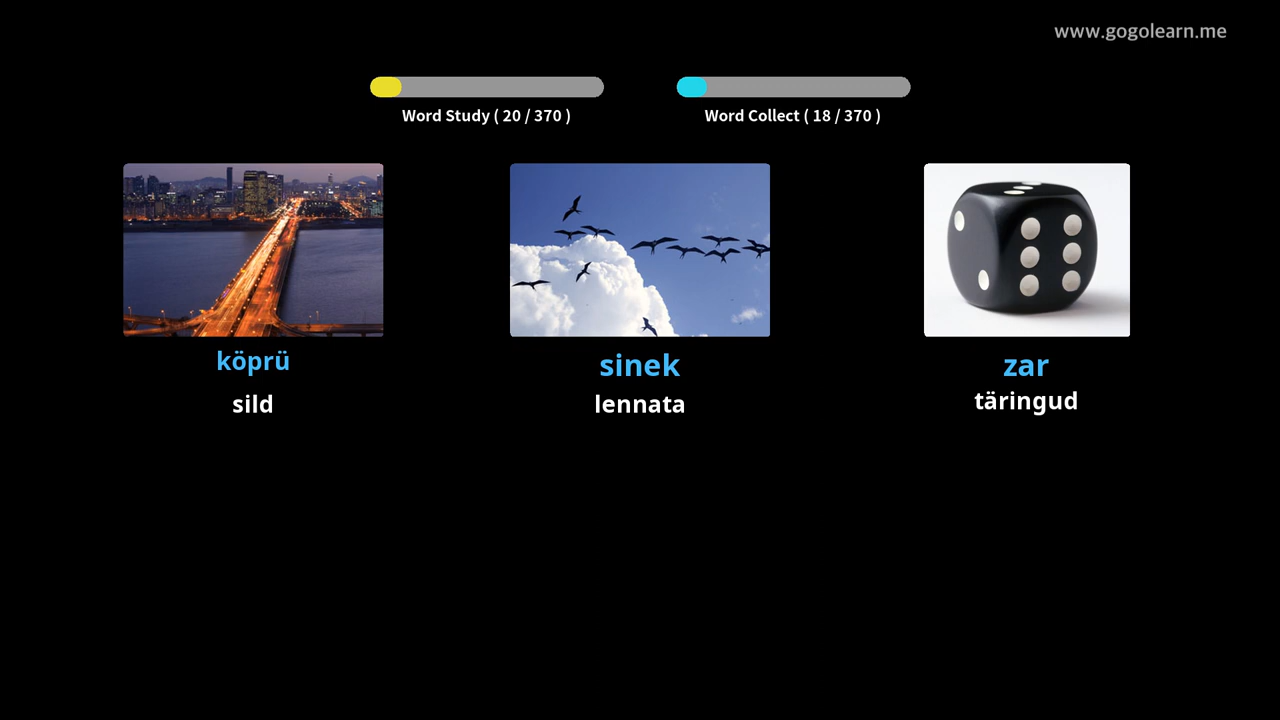 www.gogolearn.me
Word Study ( 20 / 370 )
Word Collect ( 18 / 370 )
köprü
sild
sinek
lennata
zar
täringud